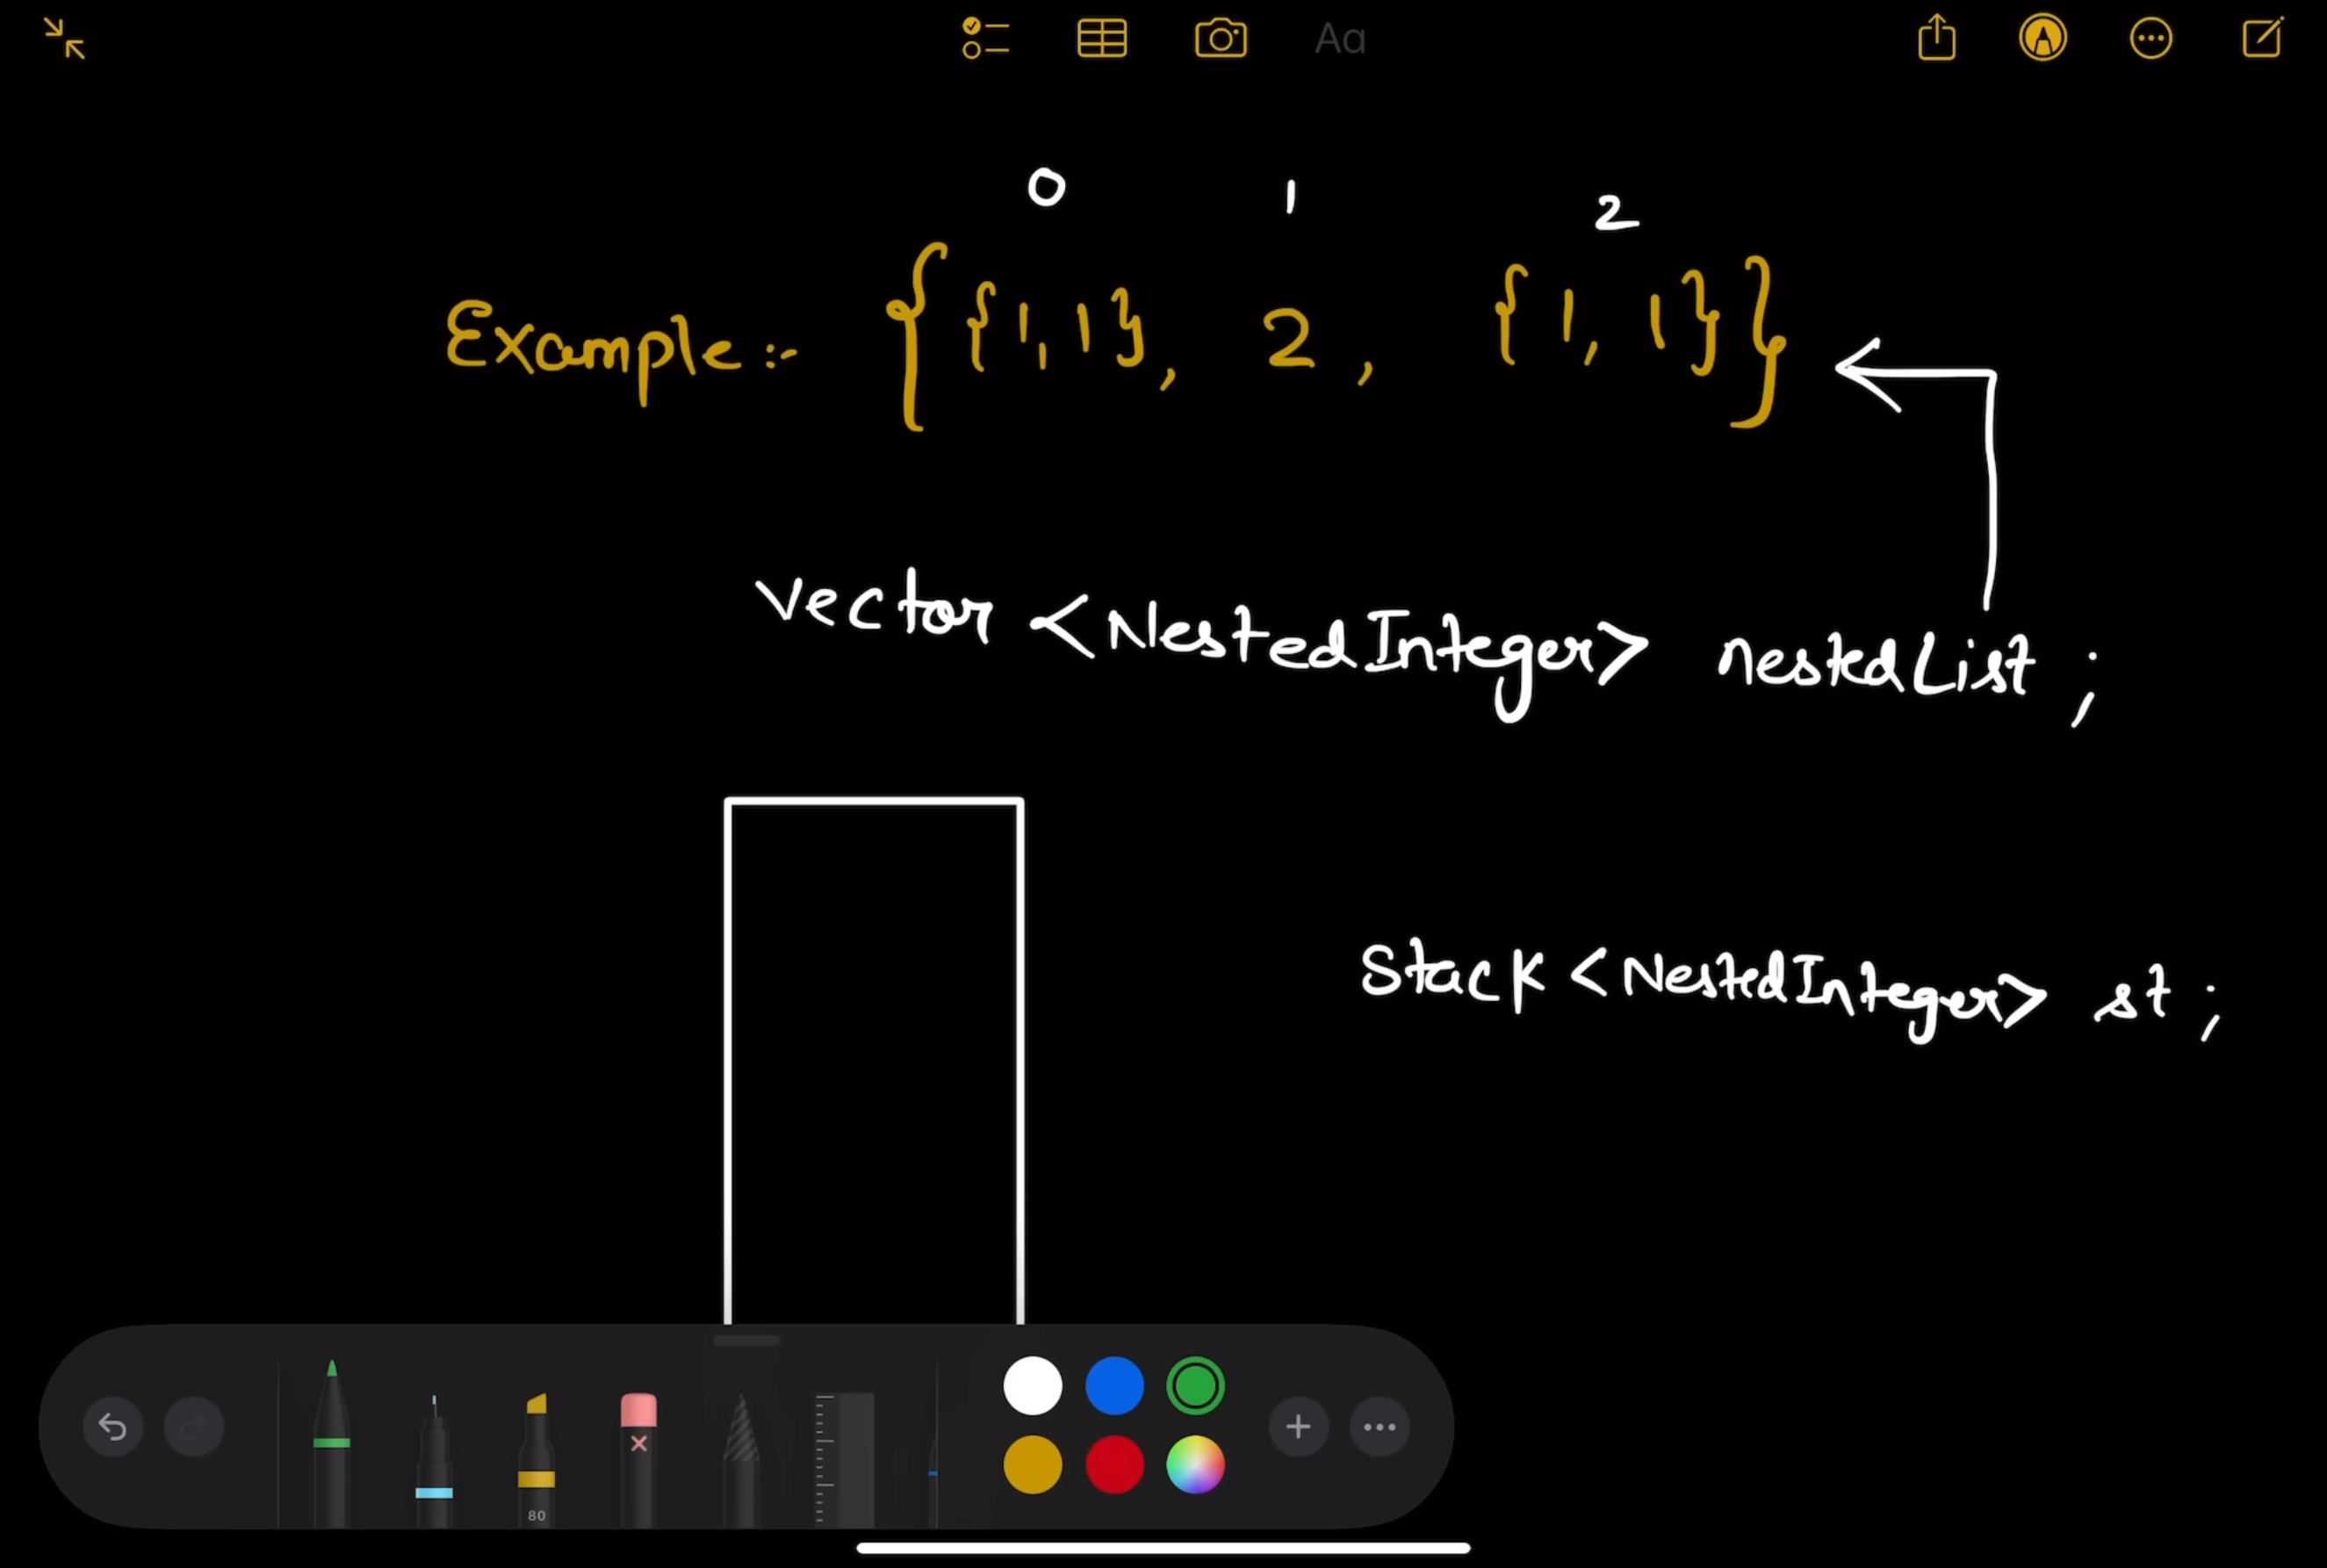 Aa
0 1 2
Example :- { {1,1}, 2, {1,1} }
vector <NestedInteger> nestedList ;
Stack <NestedInteger> st ;
80